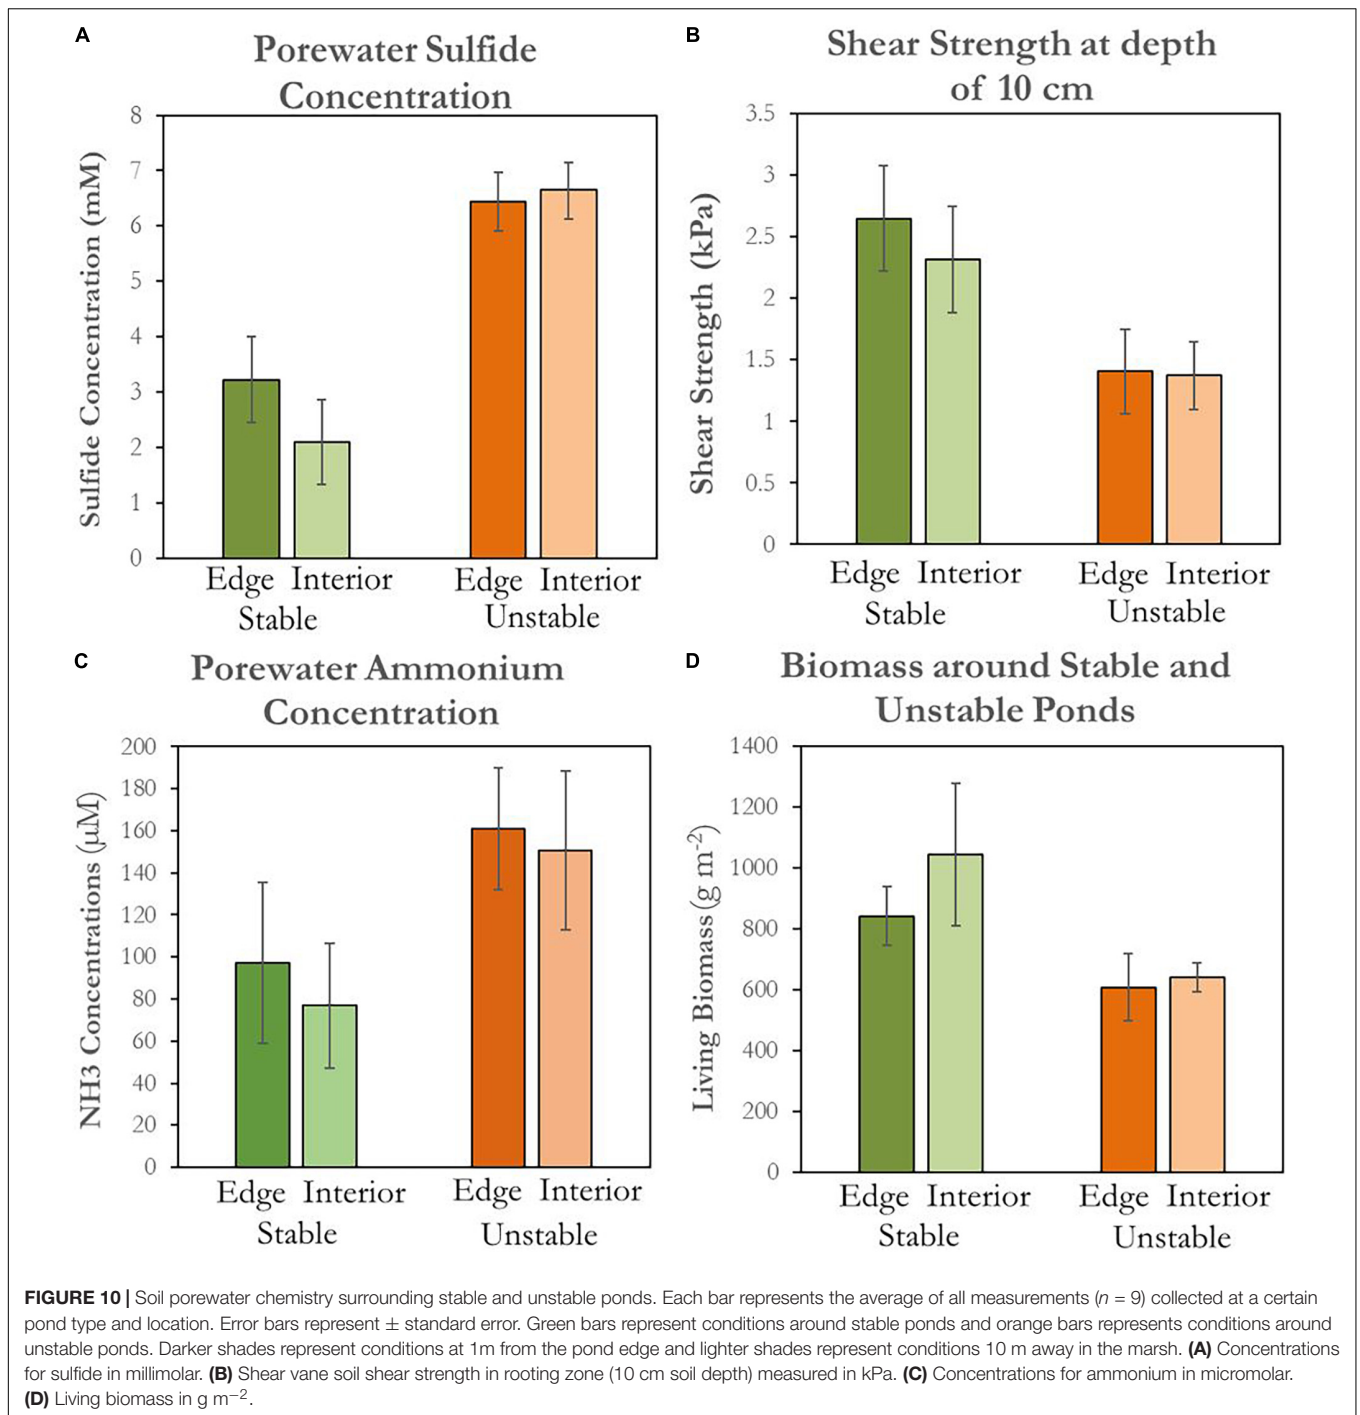 A
Porewater Sulfide
Concentration
Sulfide Concentration (mM)
8
7
6
5
4
3
2
1
0
Edge Interior
Stable
Edge Interior
Unstable
B
Shear Strength at depth
of 10 cm
Shear Strength (kPa)
3.5
3
2.5
2
1.5
1
0.5
0
Edge Interior
Stable
Edge Interior
Unstable
C
Porewater Ammonium
Concentration
NH3 Concentrations (µM)
200
180
160
140
120
100
80
60
40
20
0
Edge Interior
Stable
Edge Interior
Unstable
D
Biomass around Stable and
Unstable Ponds
Living Biomass (g m-2)
1400
1200
1000
800
600
400
200
0
Edge Interior
Stable
Edge Interior
Unstable
FIGURE 10 | Soil porewater chemistry surrounding stable and unstable ponds. Each bar represents the average of all measurements (n = 9) collected at a certain
pond type and location. Error bars represent ± standard error. Green bars represent conditions around stable ponds and orange bars represents conditions around
unstable ponds. Darker shades represent conditions at 1m from the pond edge and lighter shades represent conditions 10 m away in the marsh. (A) Concentrations
for sulfide in millimolar. (B) Shear vane soil shear strength in rooting zone (10 cm soil depth) measured in kPa. (C) Concentrations for ammonium in micromolar.
(D) Living biomass in g m−2.